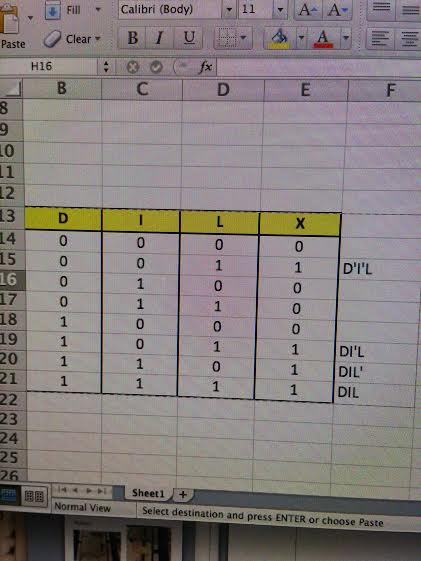 Fill Calibri (Body) 11 A A
Paste Clear B I U A
H16 fx
B C D E F
8
9
10
11
12
13 D I L X
14 0 0 0 0
15 0 0 1 1 D'I'L
16 0 1 0 0
17 0 1 1 0
18 1 0 0 0
19 1 0 1 1 DI'L
20 1 1 0 1 DIL'
21 1 1 1 1 DIL
22
23
24
25
26
Sheet1 +
Normal View Select destination and press ENTER or choose Paste